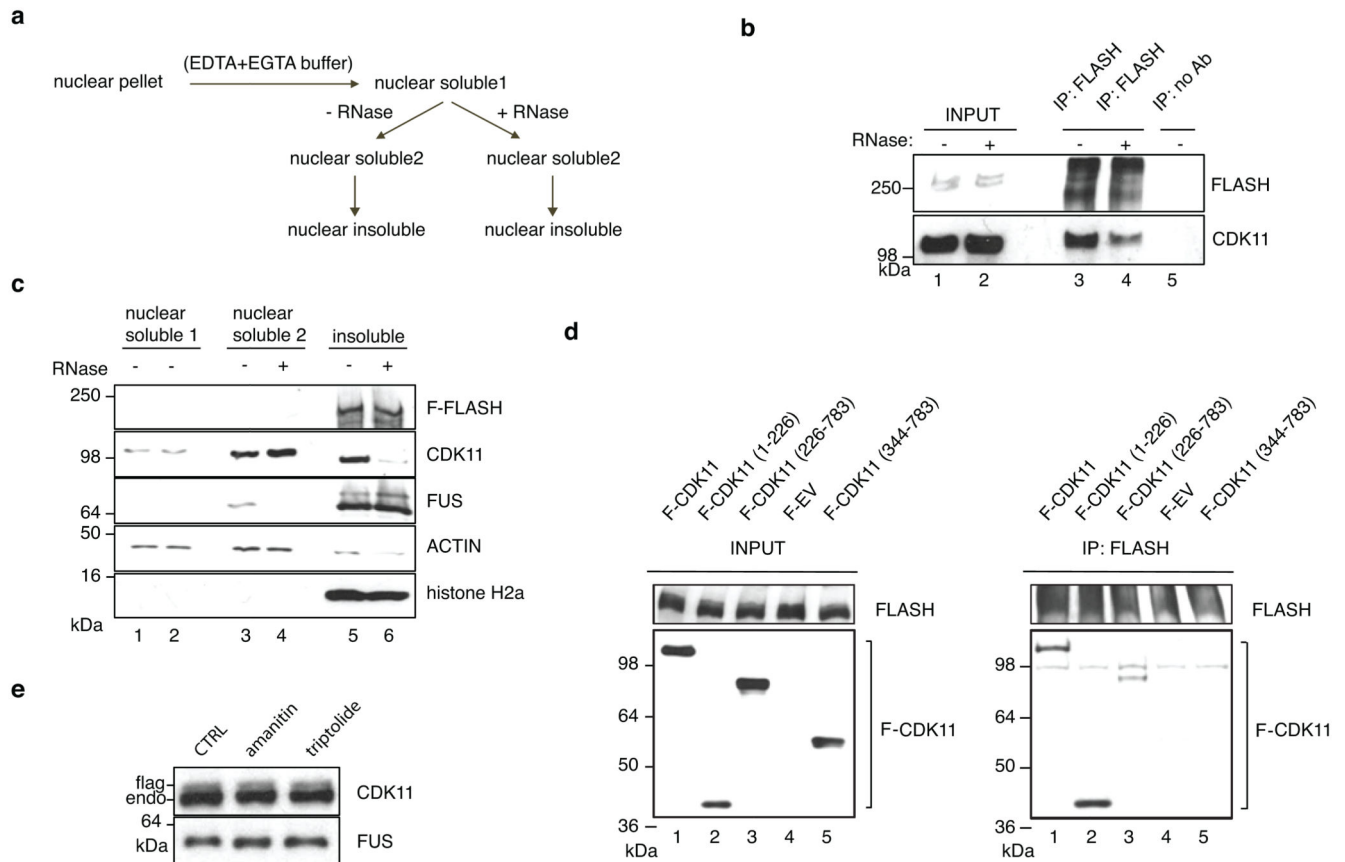 a
(EDTA+EGTA buffer)
nuclear pellet
nuclear soluble1
- RNase
+ RNase
nuclear soluble2
nuclear soluble2
nuclear insoluble
nuclear insoluble
b
IP: FLASH
IP: FLASH
IP: no Ab
INPUT
RNase:
- + - + -
250
FLASH
98
kDa
CDK11
1 2 3 4 5
c
nuclear soluble 1
nuclear soluble 2
insoluble
RNase
- - - + - +
250
F-FLASH
98
CDK11
64
FUS
50
ACTIN
16
histone H2a
kDa
1 2 3 4 5 6
d
F-CDK11
F-CDK11 (1-226)
F-CDK11 (226-783)
F-EV
F-CDK11 (344-783)
INPUT
FLASH
98
64
50
36
kDa
F-CDK11
1 2 3 4 5
F-CDK11
F-CDK11 (1-226)
F-CDK11 (226-783)
F-EV
F-CDK11 (344-783)
IP: FLASH
FLASH
98
64
50
36
kDa
F-CDK11
1 2 3 4 5
e
CTRL
amanitin
triptolide
flag
endo
CDK11
64
kDa
FUS